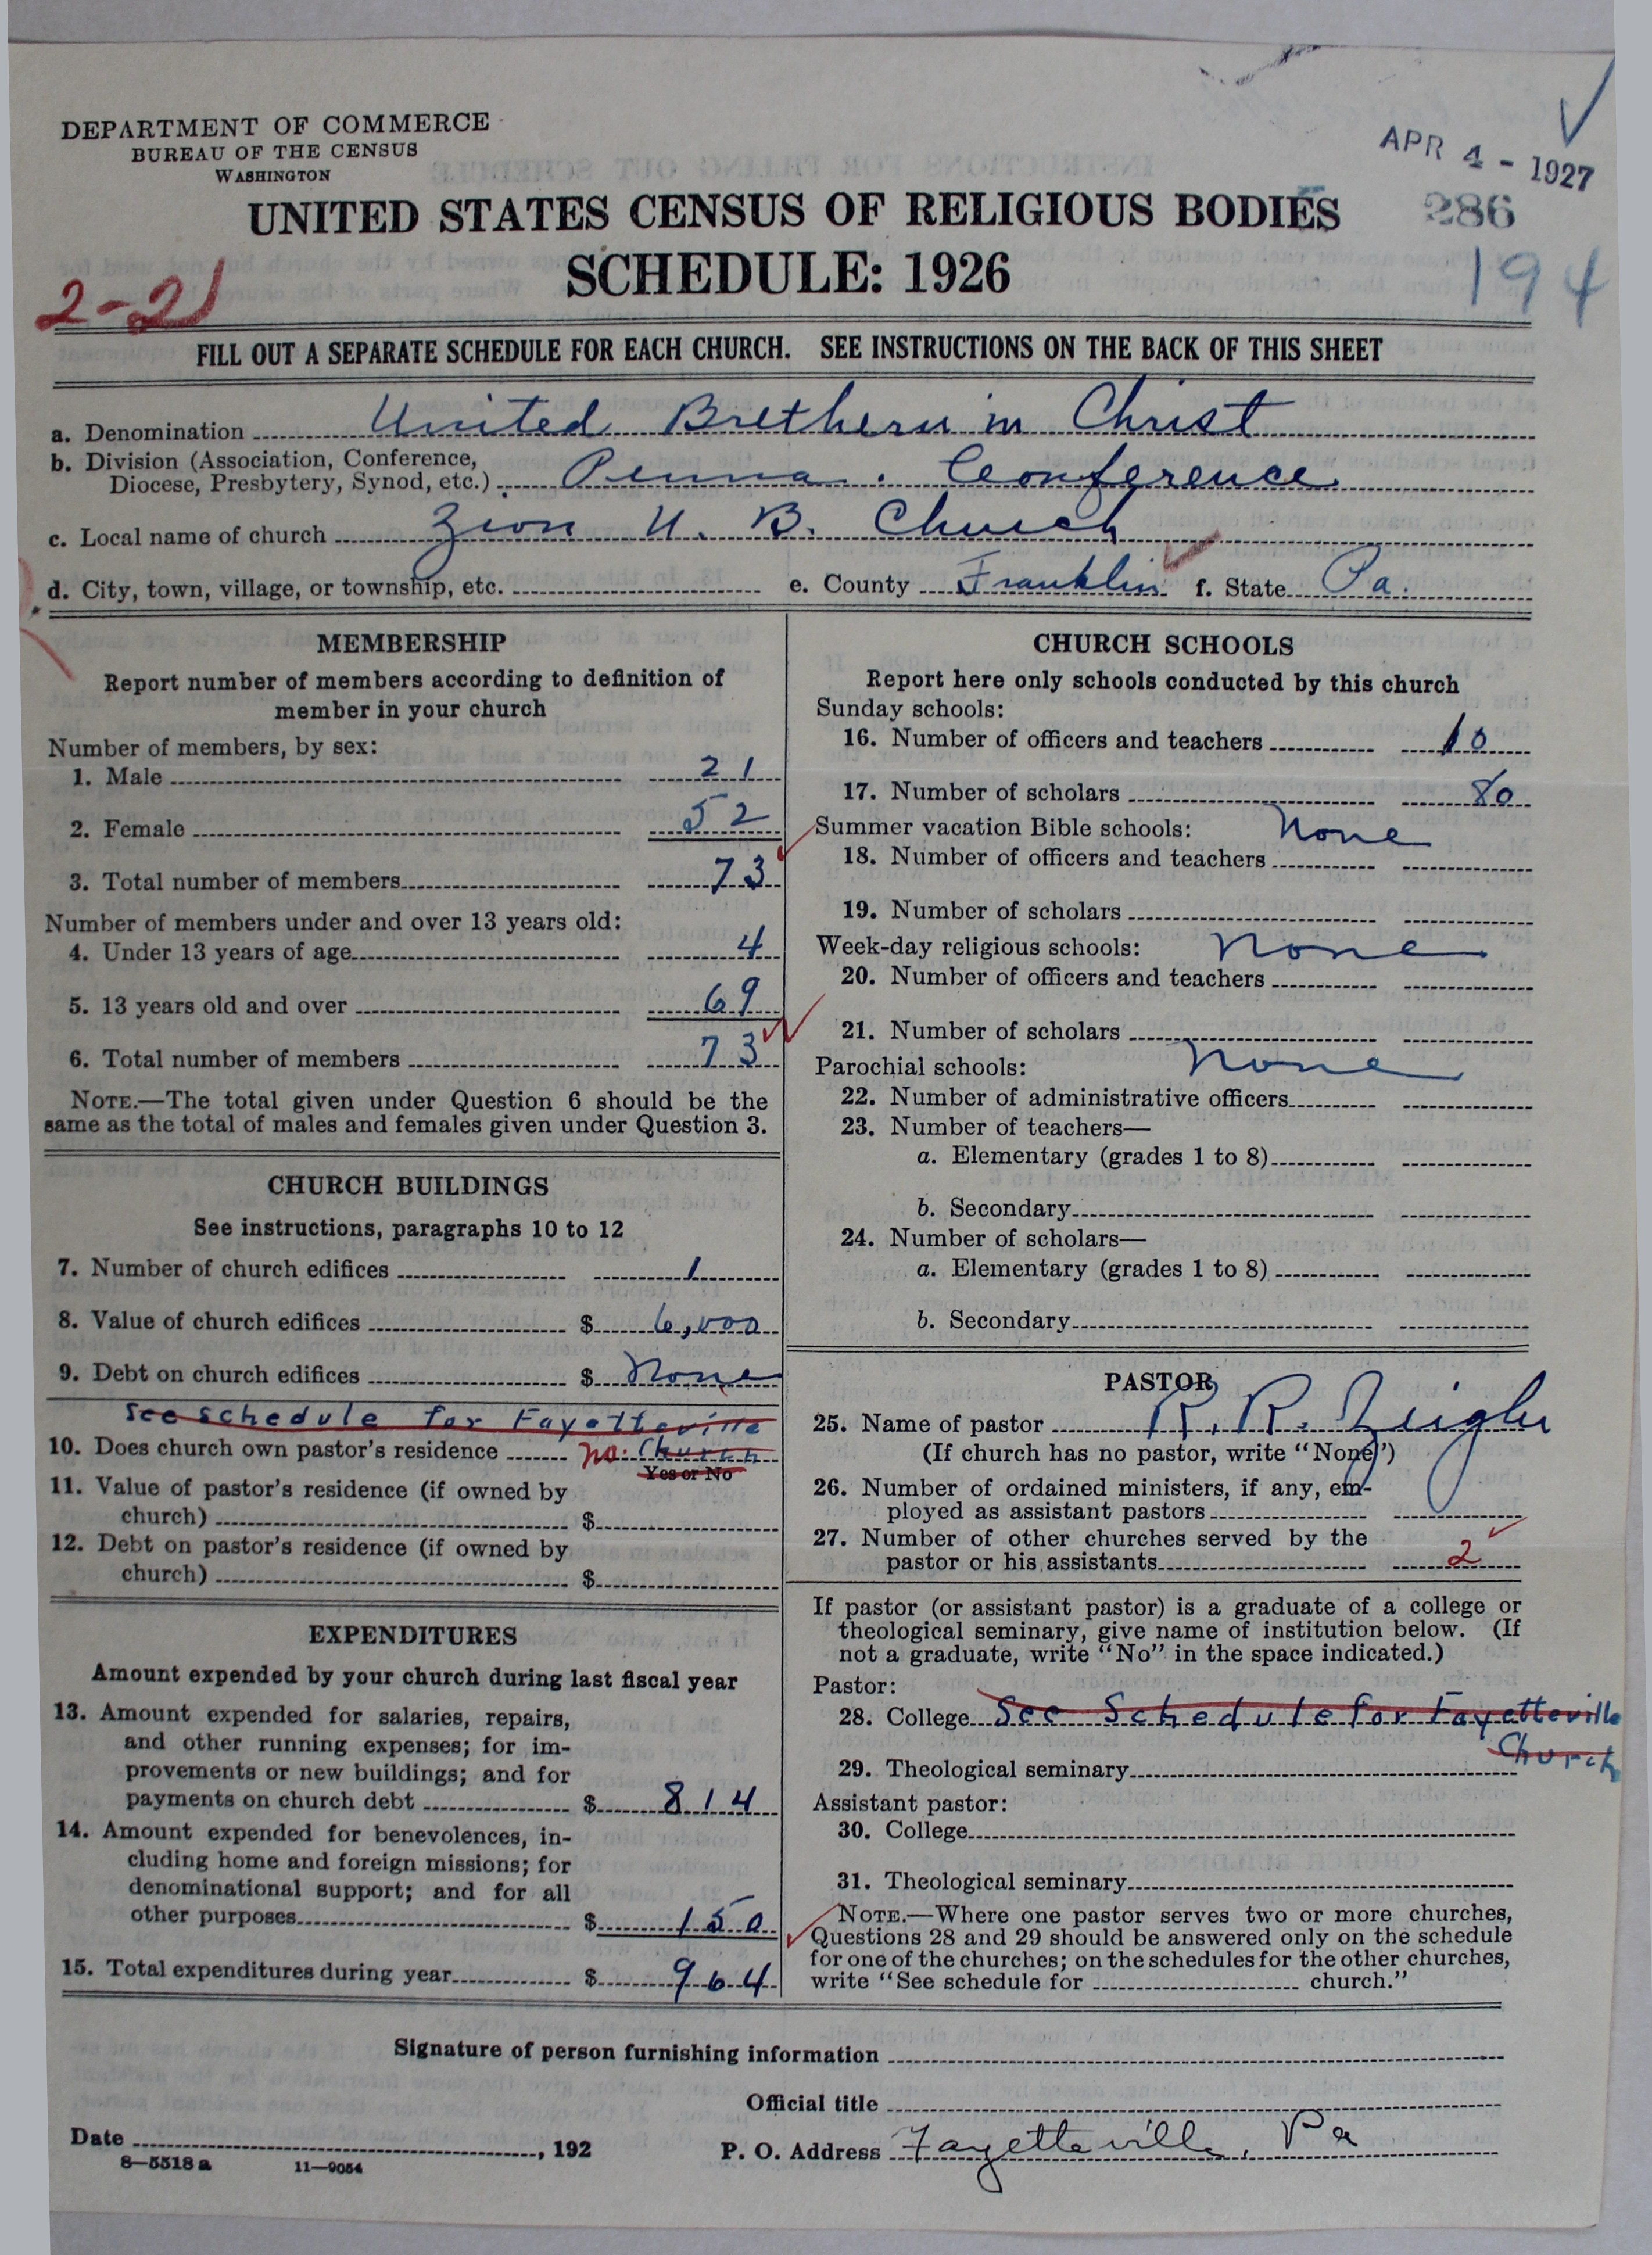 DEPARTMENT OF COMMERCE
BUREAU OF THE CENSUS
WASHINGTON
APR 4 - 1927
286
194
UNITED STATES CENSUS OF RELIGIOUS BODIES
SCHEDULE: 1926
2-21
FILL OUT A SEPARATE SCHEDULE FOR EACH CHURCH. SEE INSTRUCTIONS ON THE BACK OF THIS SHEET
a. Denomination United Brethern in Christ
b. Division (Association, Conference,
Diocese, Presbytery, Synod, etc.) Penna. Conference
c. Local name of church Zion U. B. Church
d. City, town, village, or township, etc. e. County Franklin f. State Pa.
MEMBERSHIP
Report number of members according to definition of
member in your church
Number of members, by sex:
1. Male 21
2. Female 52
3. Total number of members 73
Number of members under and over 13 years old:
4. Under 13 years of age 4
5. 13 years old and over 69
6. Total number of members 73
NOTE.—The total given under Question 6 should be the
same as the total of males and females given under Question 3.
CHURCH BUILDINGS
See instructions, paragraphs 10 to 12
7. Number of church edifices 1
8. Value of church edifices $ 6,000
9. Debt on church edifices $ None
See schedule for Fayetteville
10. Does church own pastor's residence no. Church
Yes or No
11. Value of pastor's residence (if owned by
church) $
12. Debt on pastor's residence (if owned by
church) $
EXPENDITURES
Amount expended by your church during last fiscal year
13. Amount expended for salaries, repairs,
and other running expenses; for im-
provements or new buildings; and for
payments on church debt $ 814
14. Amount expended for benevolences, in-
cluding home and foreign missions; for
denominational support; and for all
other purposes $ 150
15. Total expenditures during year $ 964
CHURCH SCHOOLS
Report here only schools conducted by this church
Sunday schools:
16. Number of officers and teachers 10
17. Number of scholars 80
Summer vacation Bible schools: None
18. Number of officers and teachers
19. Number of scholars
Week-day religious schools: None
20. Number of officers and teachers
21. Number of scholars
Parochial schools: None
22. Number of administrative officers
23. Number of teachers—
a. Elementary (grades 1 to 8)
b. Secondary
24. Number of scholars—
a. Elementary (grades 1 to 8)
b. Secondary
PASTOR
25. Name of pastor R. R. Zeigler
(If church has no pastor, write "None")
26. Number of ordained ministers, if any, em-
ployed as assistant pastors
27. Number of other churches served by the
pastor or his assistants 2
If pastor (or assistant pastor) is a graduate of a college or
theological seminary, give name of institution below. (If
not a graduate, write "No" in the space indicated.)
Pastor:
28. College See Schedule for Fayetteville
Church
29. Theological seminary
Assistant pastor:
30. College
31. Theological seminary
NOTE.—Where one pastor serves two or more churches,
Questions 28 and 29 should be answered only on the schedule
for one of the churches; on the schedules for the other churches,
write "See schedule for church."
Signature of person furnishing information
Official title
Date , 192
P. O. Address Fayetteville, Pa
8—5518a 11—9054